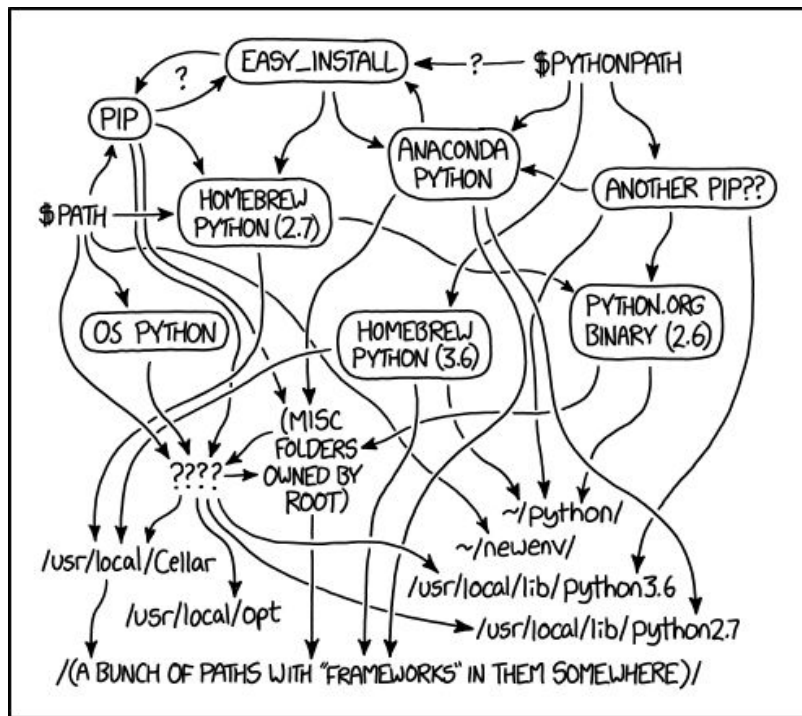 EASY_INSTALL
?
?
$PYTHONPATH
PIP
ANACONDA
PYTHON
HOMEBREW
PYTHON (2.7)
ANOTHER PIP??
$PATH
OS PYTHON
HOMEBREW
PYTHON (3.6)
PYTHON.ORG
BINARY (2.6)
(MISC
FOLDERS
OWNED BY
ROOT)
????
~/python/
~/newenv/
/usr/local/Cellar
/usr/local/lib/python3.6
/usr/local/opt
/usr/local/lib/python2.7
/(A BUNCH OF PATHS WITH "FRAMEWORKS" IN THEM SOMEWHERE)/